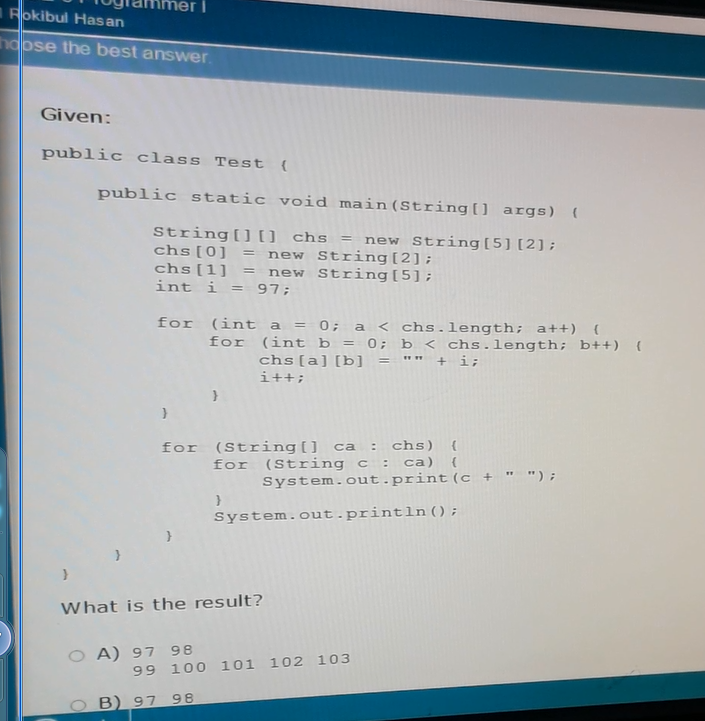 Programmer I
Rokibul Hasan
hoose the best answer.
Given:
public class Test {
public static void main(String[] args) {
String[][] chs = new String[5][2];
chs[0] = new String[2];
chs[1] = new String[5];
int i = 97;
for (int a = 0; a < chs.length; a++) {
for (int b = 0; b < chs.length; b++) {
chs[a][b] = "" + i;
i++;
}
}
for (String[] ca : chs) {
for (String c : ca) {
System.out.print(c + " ");
}
System.out.println();
}
}
}
What is the result?
A) 97 98
99 100 101 102 103
B) 97 98